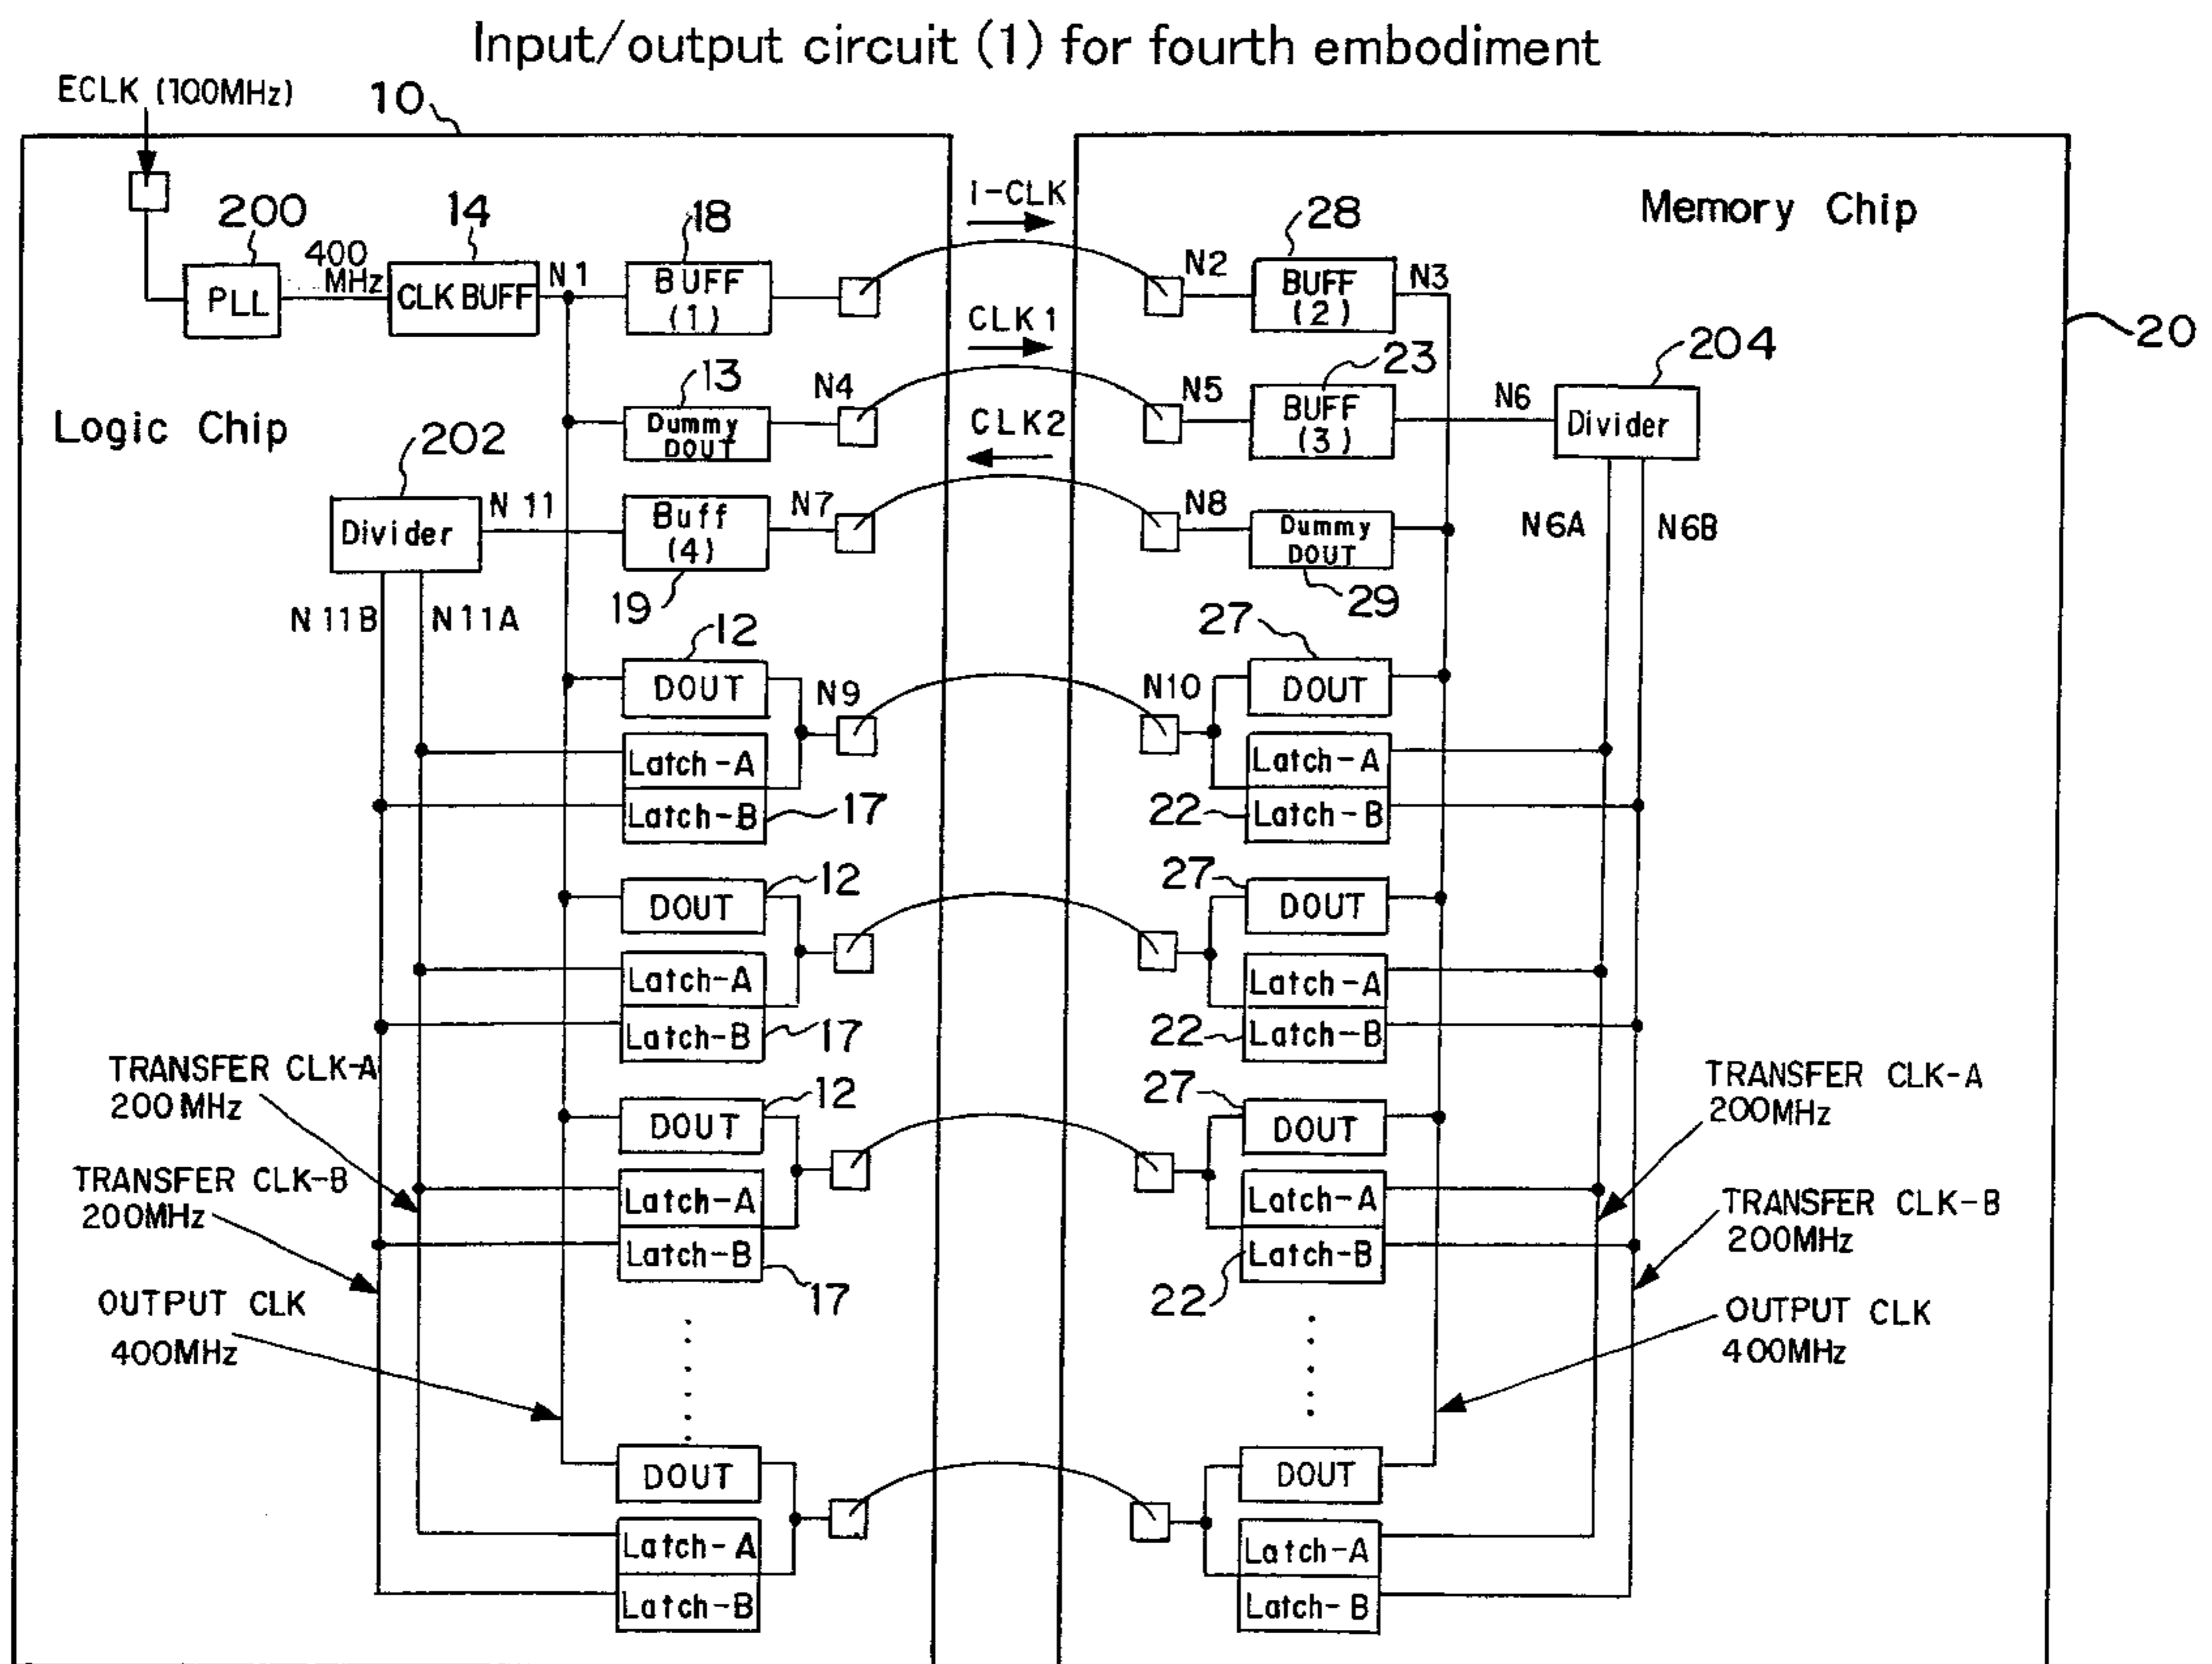 Input/output circuit (1) for fourth embodiment
ECLK (100MHz)
10
200
400
MHz
14
18
I-CLK
28
Memory Chip
PLL
CLK BUFF
N1
BUFF
(1)
N2
BUFF
(2)
N3
CLK1
20
13
N4
N5
23
204
Logic Chip
Dummy
DOUT
CLK2
BUFF
(3)
N6
Divider
202
Divider
N11
Buff
(4)
N7
N8
Dummy
DOUT
N6A
N6B
N11B
N11A
19
29
12
27
DOUT
N9
N10
DOUT
Latch-A
Latch-B
17
22
Latch-A
Latch-B
12
27
DOUT
DOUT
Latch-A
Latch-B
17
22
Latch-A
Latch-B
TRANSFER CLK-A
200MHz
12
27
TRANSFER CLK-A
200MHz
DOUT
DOUT
TRANSFER CLK-B
200MHz
Latch-A
Latch-B
17
22
Latch-A
Latch-B
TRANSFER CLK-B
200MHz
OUTPUT CLK
400MHz
OUTPUT CLK
400MHz
DOUT
DOUT
Latch-A
Latch-B
Latch-A
Latch-B